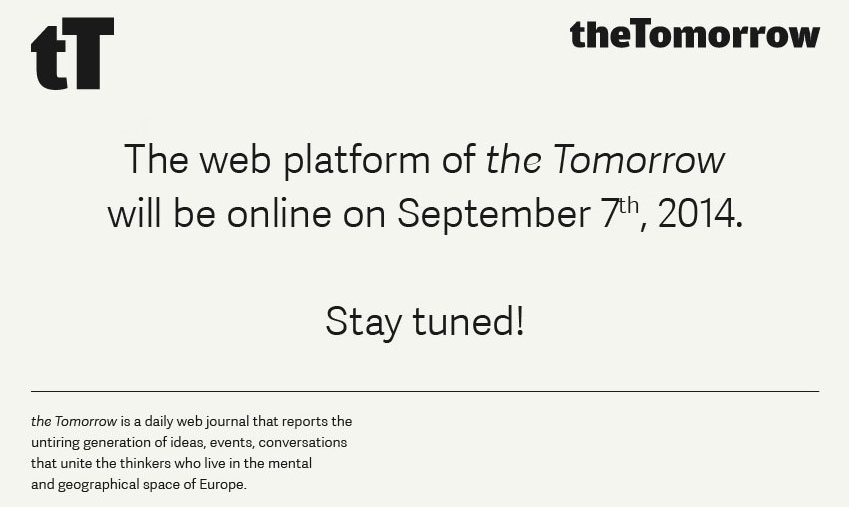 tT
theTomorrow
The web platform of the Tomorrow
will be online on September 7th, 2014.
Stay tuned!
the Tomorrow is a daily web journal that reports the
untiring generation of ideas, events, conversations
that unite the thinkers who live in the mental
and geographical space of Europe.